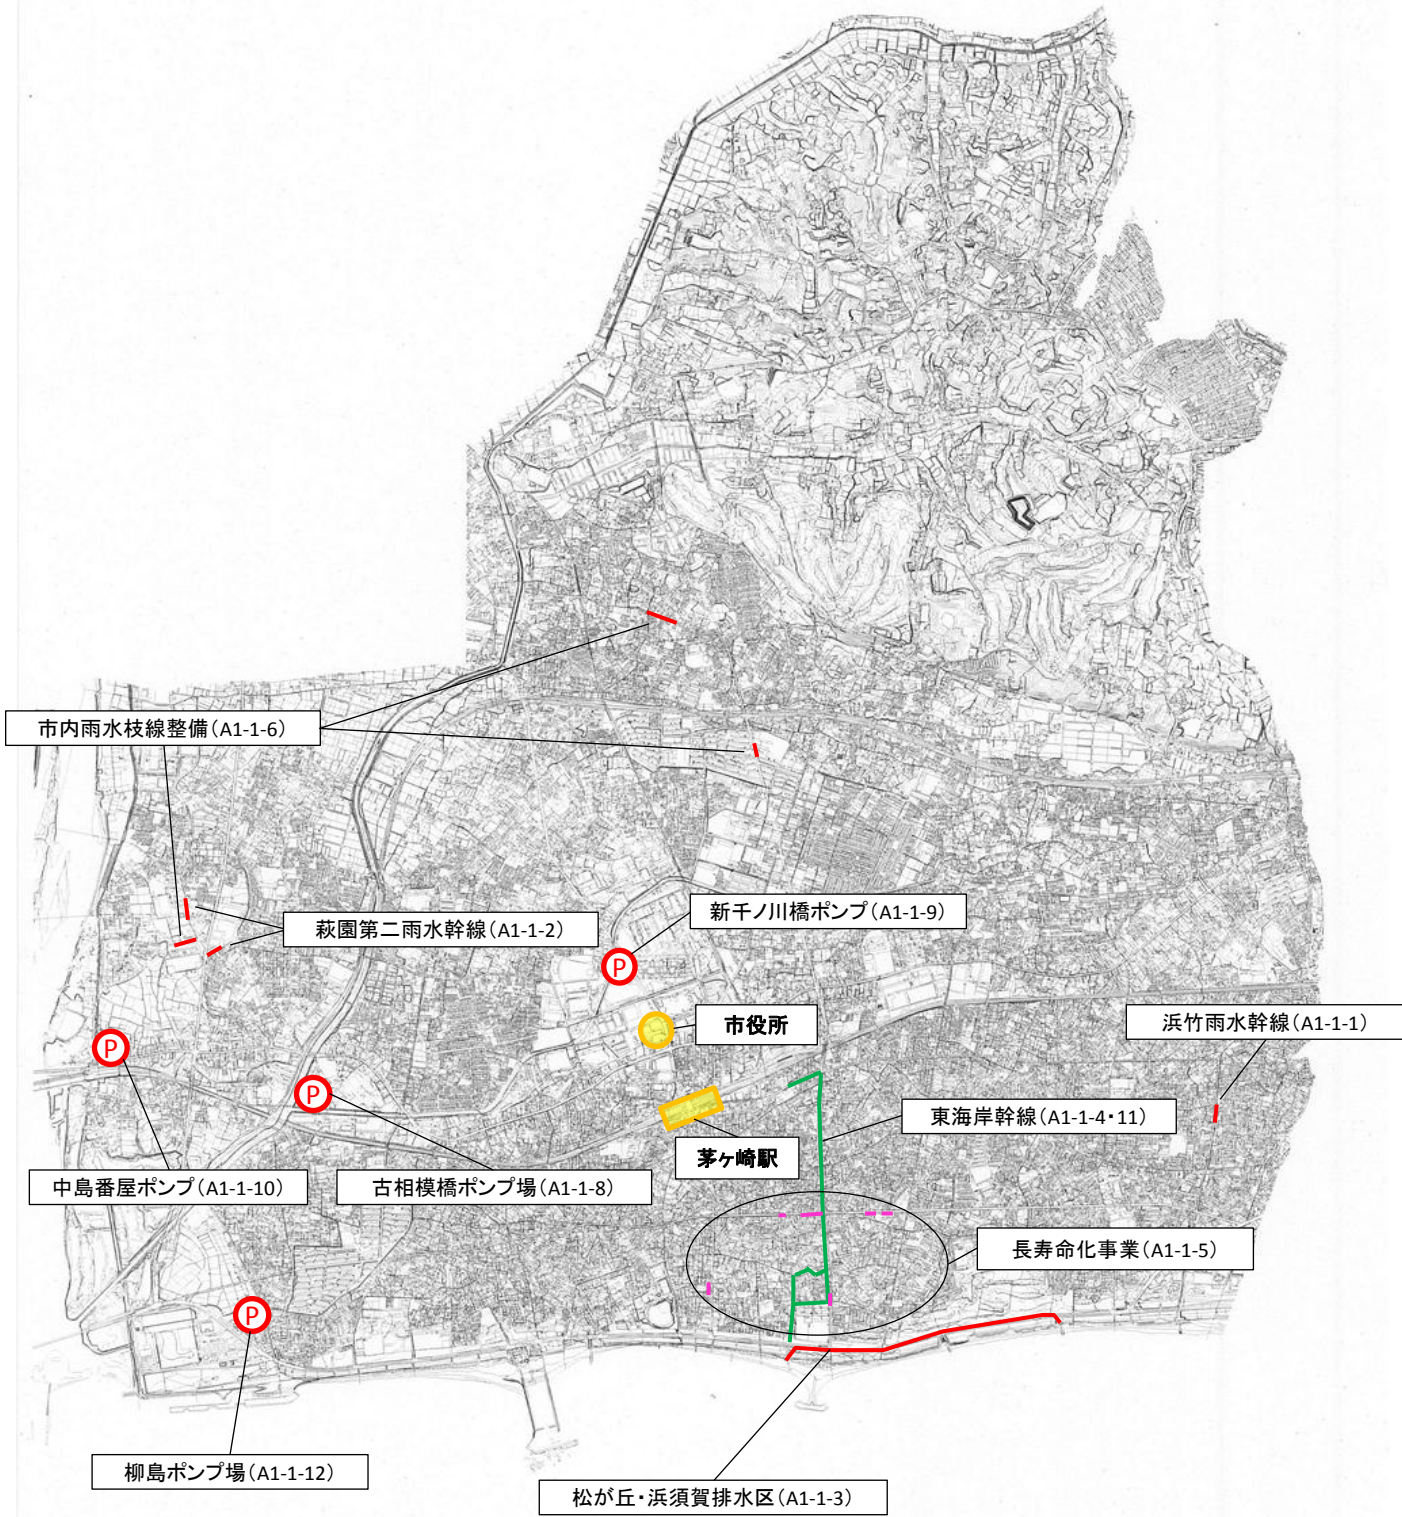 市内雨水枝線整備(A1-1-6)
新千ノ川橋ポンプ(A1-1-9)
萩園第二雨水幹線(A1-1-2)
P
市役所
浜竹雨水幹線(A1-1-1)
P
P
東海岸幹線(A1-1-4・11)
茅ヶ崎駅
中島番屋ポンプ(A1-1-10)
古相模橋ポンプ場(A1-1-8)
長寿命化事業(A1-1-5)
P
柳島ポンプ場(A1-1-12)
松が丘・浜須賀排水区(A1-1-3)